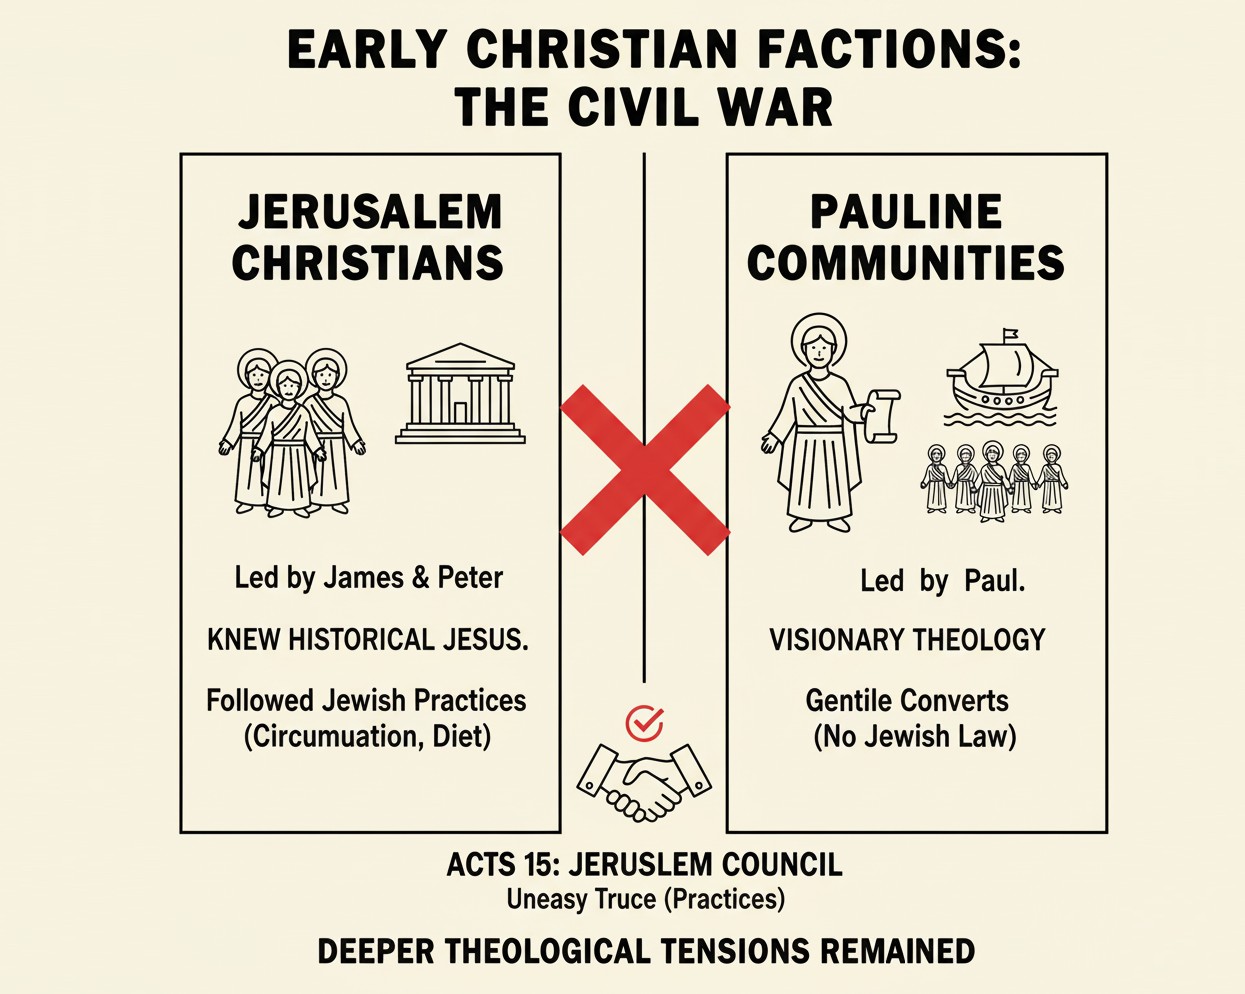 EARLY CHRISTIAN FACTIONS:
THE CIVIL WAR
JERUSALEM
CHRISTIANS
Led by James & Peter
KNEW HISTORICAL JESUS.
Followed Jewish Practices
(Circumuation, Diet)
PAULINE
COMMUNITIES
Led by Paul.
VISIONARY THEOLOGY
Gentile Converts
(No Jewish Law)
ACTS 15: JERUSLEM COUNCIL
Uneasy Truce (Practices)
DEEPER THEOLOGICAL TENSIONS REMAINED